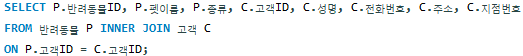 SELECT P.반려동물ID, P.펫이름, P.종류, C.고객ID, C.성명, C.전화번호, C.주소, C.지점번호
FROM 반려동물 P INNER JOIN 고객 C
ON P.고객ID = C.고객ID;